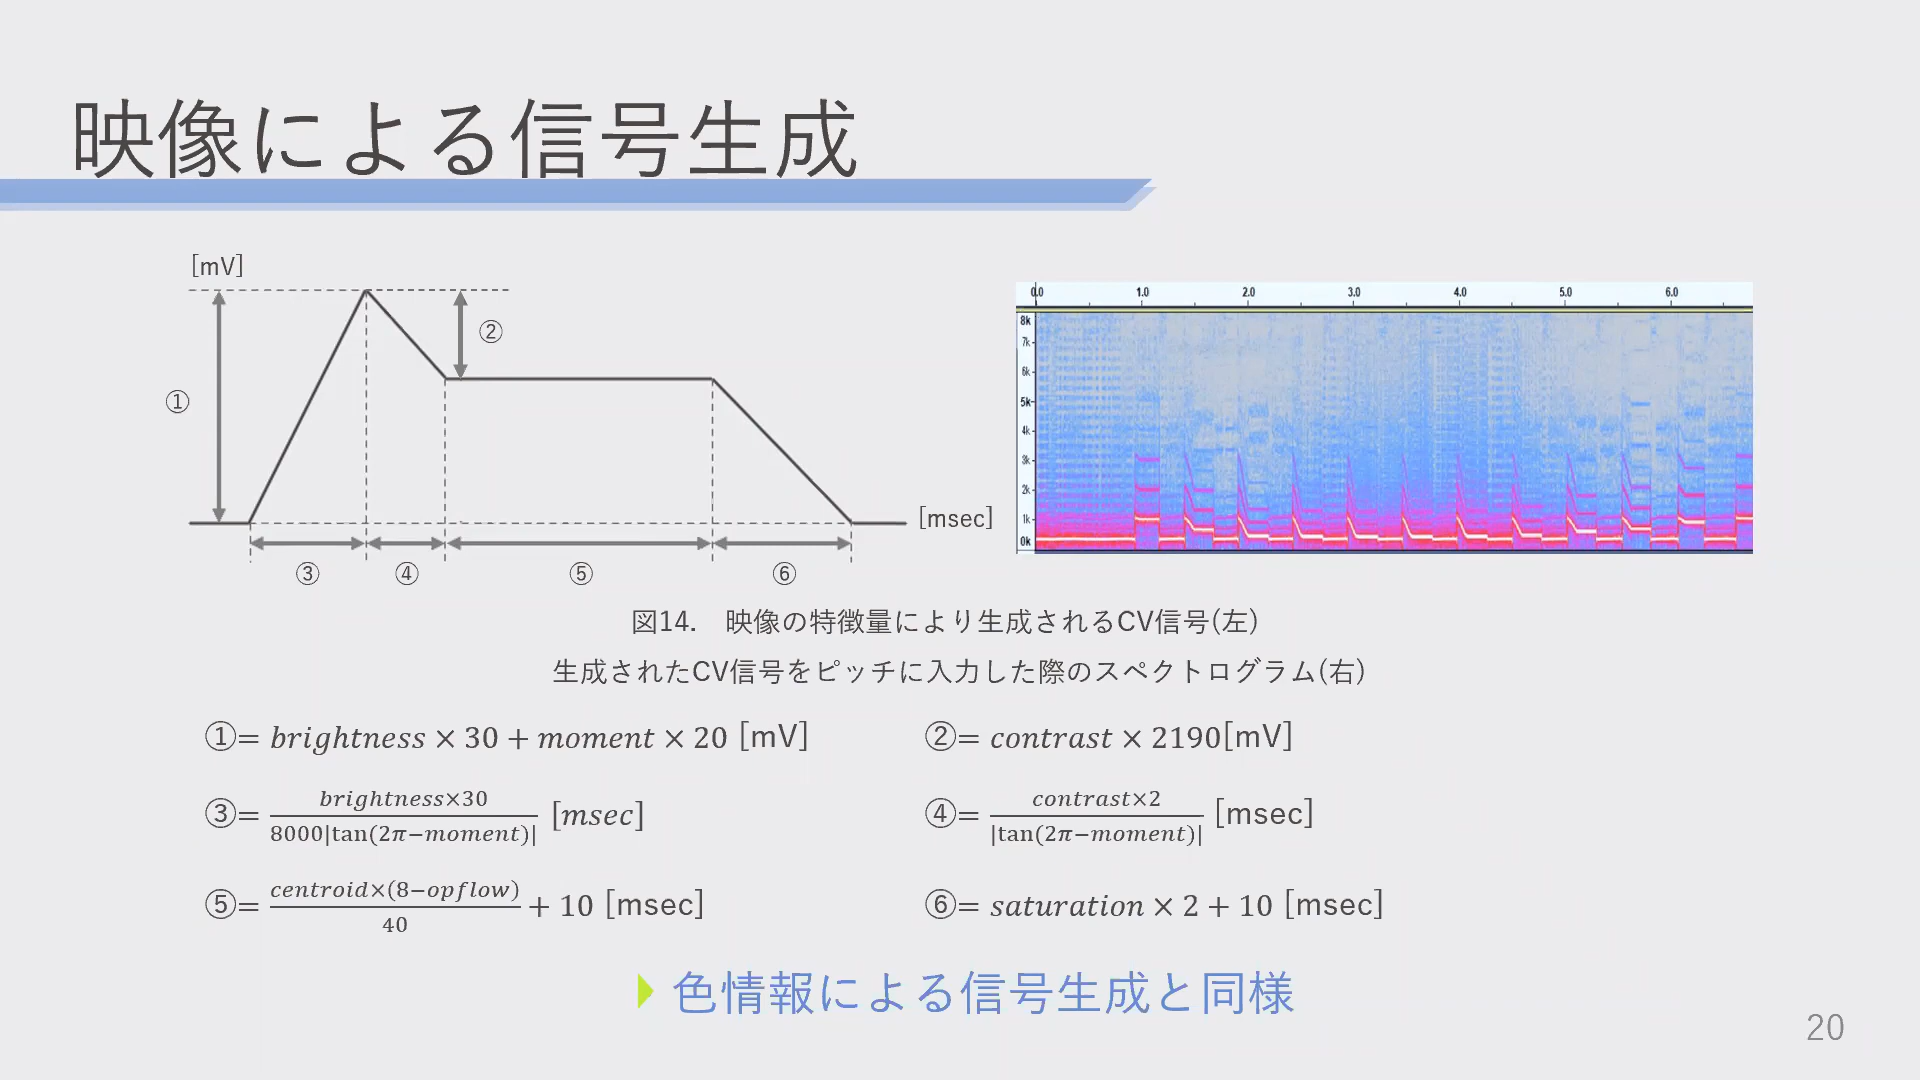 映像による信号生成
[mV]
①
②
[msec]
③ ④ ⑤ ⑥
0.0 1.0 2.0 3.0 4.0 5.0 6.0
8k
7k
6k
5k
4k
3k
2k
1k
0k
図14. 映像の特徴量により生成されるCV信号(左)
生成されたCV信号をピッチに入力した際のスペクトログラム(右)
①= brightness × 30 + moment × 20 [mV]
②= contrast × 2190[mV]
③= brightness×30 / 8000|tan(2π−moment)| [msec]
④= contrast×2 / |tan(2π−moment)| [msec]
⑤= centroid×(8−opflow) / 40 + 10 [msec]
⑥= saturation × 2 + 10 [msec]
色情報による信号生成と同様
20